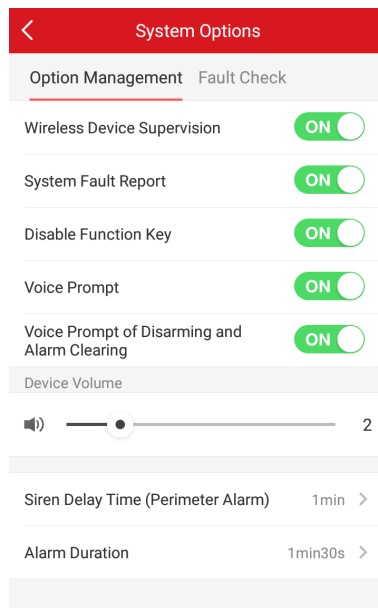 System Options
Option Management Fault Check
Wireless Device Supervision ON
System Fault Report ON
Disable Function Key ON
Voice Prompt ON
Voice Prompt of Disarming and
Alarm Clearing ON
Device Volume
2
Siren Delay Time (Perimeter Alarm) 1min
Alarm Duration 1min30s